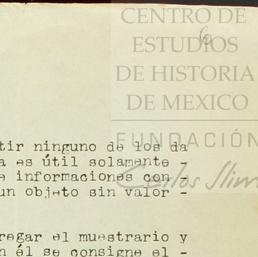 CENTRO DE
ESTUDIOS
DE HISTORIA
DE MEXICO
FUNDACIÓN
Carlos Slim
tir ninguno de los da
a es útil solamente -
e informaciones con -
un objeto sin valor -
regar el muestrario y
n él se consigne el -